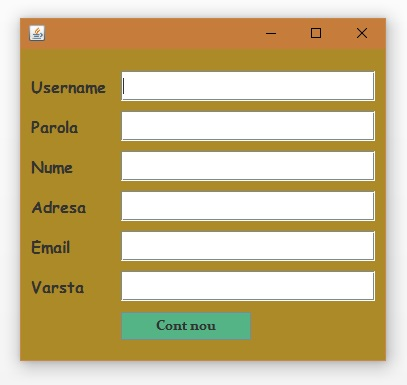 Username
Parola
Nume
Adresa
Email
Varsta
Cont nou